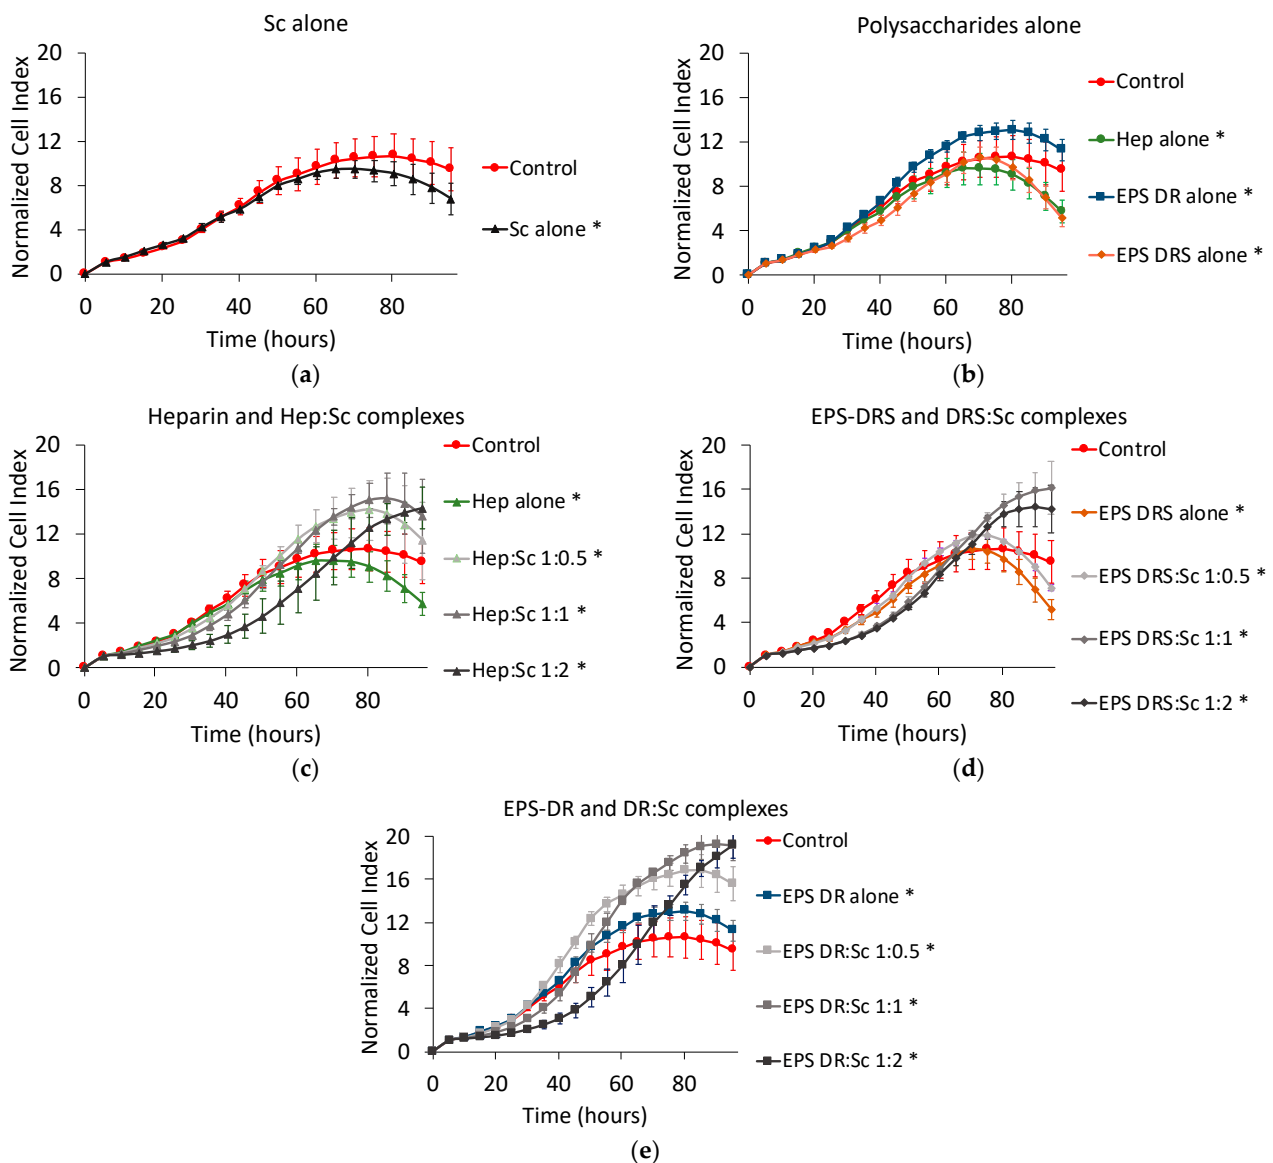 Sc alone
Normalized Cell Index
20
16
12
8
4
0
0 20 40 60 80
Time (hours)
Control
Sc alone *
(a)
Polysaccharides alone
Normalized Cell Index
20
16
12
8
4
0
0 20 40 60 80
Time (hours)
Control
Hep alone *
EPS DR alone *
EPS DRS alone *
(b)
Heparin and Hep:Sc complexes
Normalized Cell Index
20
16
12
8
4
0
0 20 40 60 80
Time (hours)
Control
Hep alone *
Hep:Sc 1:0.5 *
Hep:Sc 1:1 *
Hep:Sc 1:2 *
(c)
EPS-DRS and DRS:Sc complexes
Normalized Cell Index
20
16
12
8
4
0
0 20 40 60 80
Time (hours)
Control
EPS DRS alone *
EPS DRS:Sc 1:0.5 *
EPS DRS:Sc 1:1 *
EPS DRS:Sc 1:2 *
(d)
EPS-DR and DR:Sc complexes
Normalized Cell Index
20
16
12
8
4
0
0 20 40 60 80
Time (hours)
Control
EPS DR alone *
EPS DR:Sc 1:0.5 *
EPS DR:Sc 1:1 *
EPS DR:Sc 1:2 *
(e)